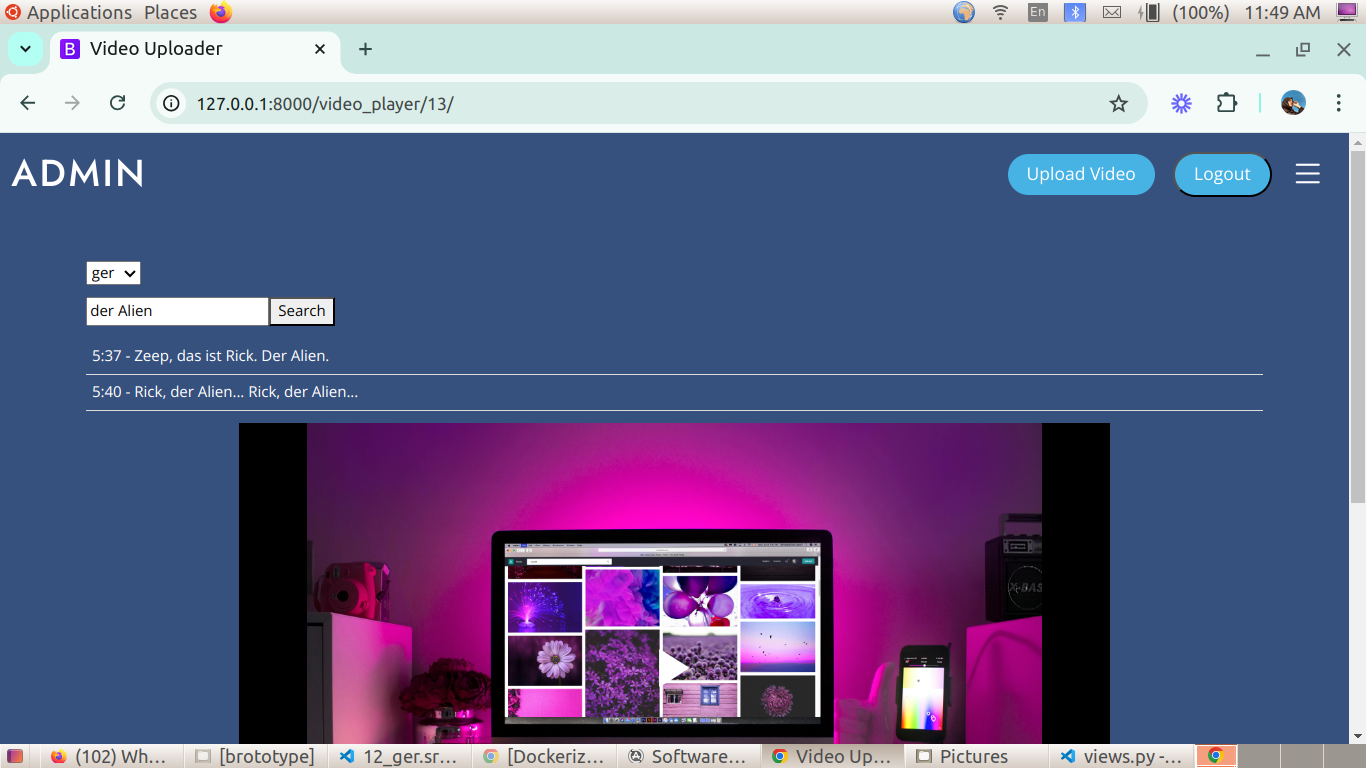 Applications Places En (100%) 11:49 AM
B Video Uploader
127.0.0.1:8000/video_player/13/
ADMIN
Upload Video
Logout
ger
der Alien
Search
5:37 - Zeep, das ist Rick. Der Alien.
5:40 - Rick, der Alien... Rick, der Alien...
(102) Wh...
[brototype]
12_ger.sr...
[Dockeriz...
Software...
Video Up...
Pictures
views.py -...